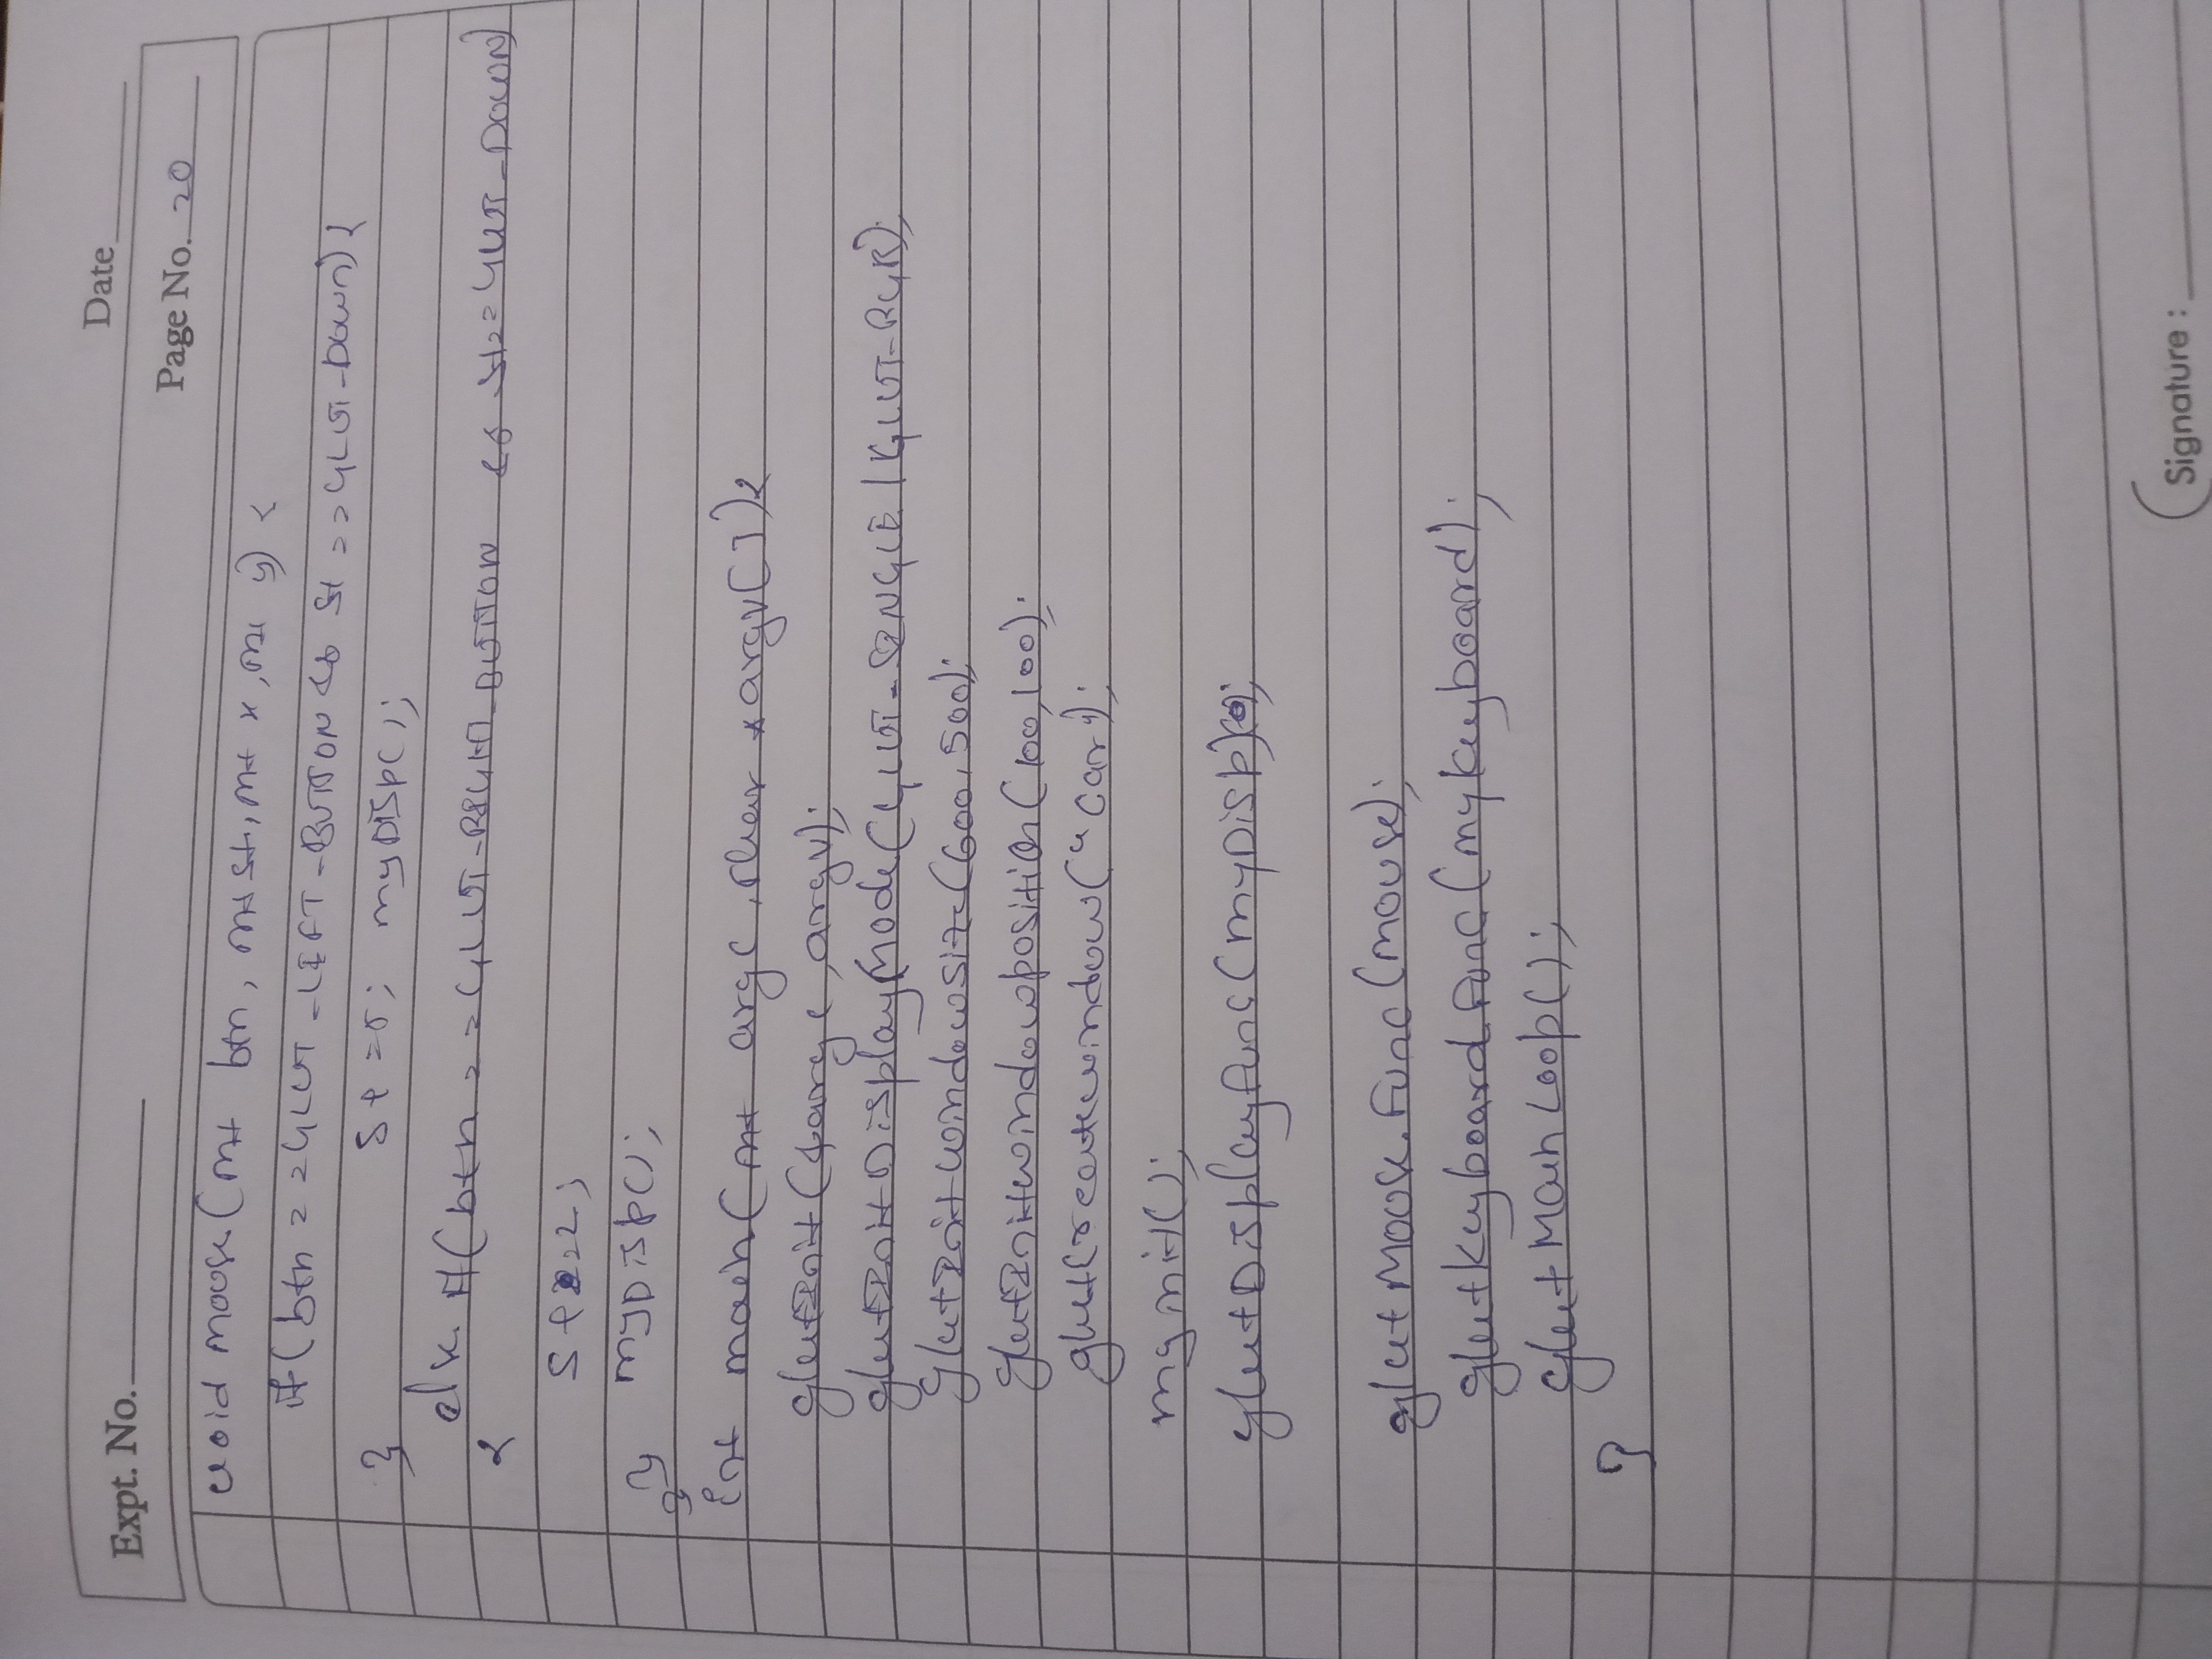 Expt. No.
Date
Page No. 20
void mouse(int btn, int st, int x, int y) {
if(btn == GLUT_LEFT_BUTTON && st == GLUT_DOWN) {
sp =5; myDisp();
}
else if(btn == GLUT_RIGHT_BUTTON && st == GLUT_DOWN)
{
2;
myDisp();
}
}
int main(int argc, char *argv[]){
glutInit(&argc, argv);
glutInitDisplayMode(GLUT_SINGLE | GLUT_RGB);
glutInitWindowSize(600, 500);
glutInitWindowposition(100, 100);
glutCreatewindow("car");
myinit();
glutDisplayfunc(myDisp);
glutMouseFunc(mouse);
glutKeyboardFunc(mykeyboard);
glutMainLoop();
}
Signature :